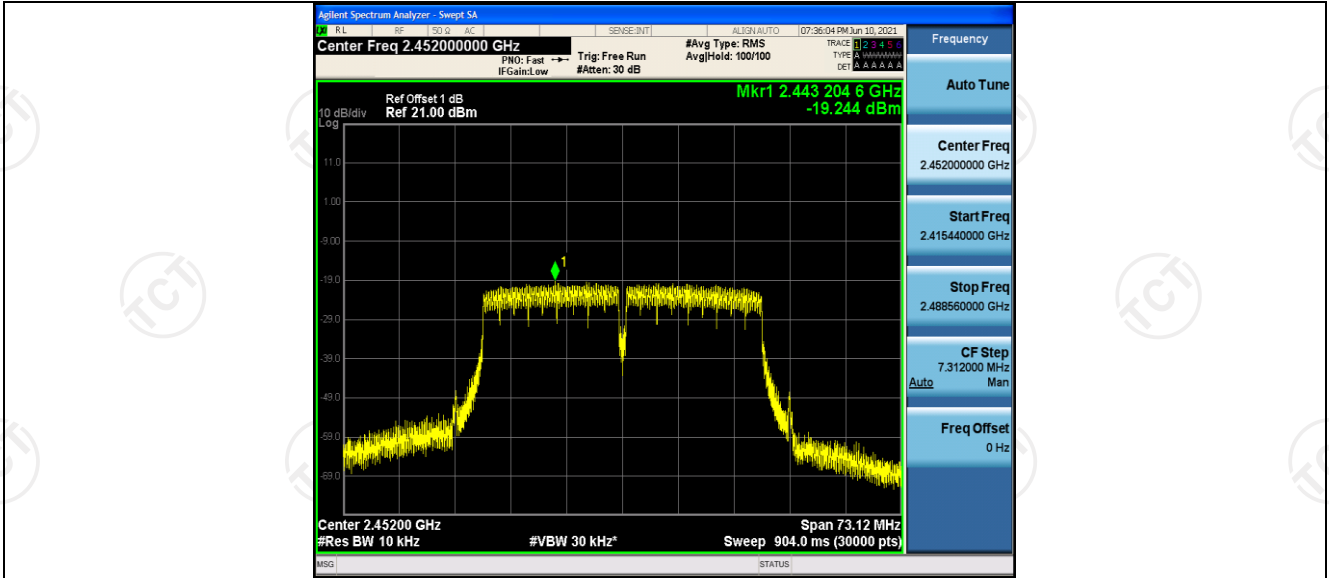 Agilent Spectrum Analyzer - Swept SA
RL RF 50 Ω AC SENSE:INT ALIGN AUTO 07:36:04 PM Jun 10, 2021
Center Freq 2.452000000 GHz
PNO: Fast
IFGain:Low
Trig: Free Run
#Atten: 30 dB
#Avg Type: RMS
Avg|Hold: 100/100
TRACE 1 2 3 4 5 6
TYPE A
DET A A A A A A
Mkr1 2.443 204 6 GHz
-19.244 dBm
Ref Offset 1 dB
10 dB/div Ref 21.00 dBm
Log
11.0
1.00
-9.00
-19.0
-29.0
-39.0
-49.0
-59.0
-69.0
1
Center 2.45200 GHz Span 73.12 MHz
#Res BW 10 kHz #VBW 30 kHz* Sweep 904.0 ms (30000 pts)
MSG STATUS
Frequency
Auto Tune
Center Freq
2.452000000 GHz
Start Freq
2.415440000 GHz
Stop Freq
2.488560000 GHz
CF Step
7.312000 MHz
Auto Man
Freq Offset
0 Hz
TCT
TCT